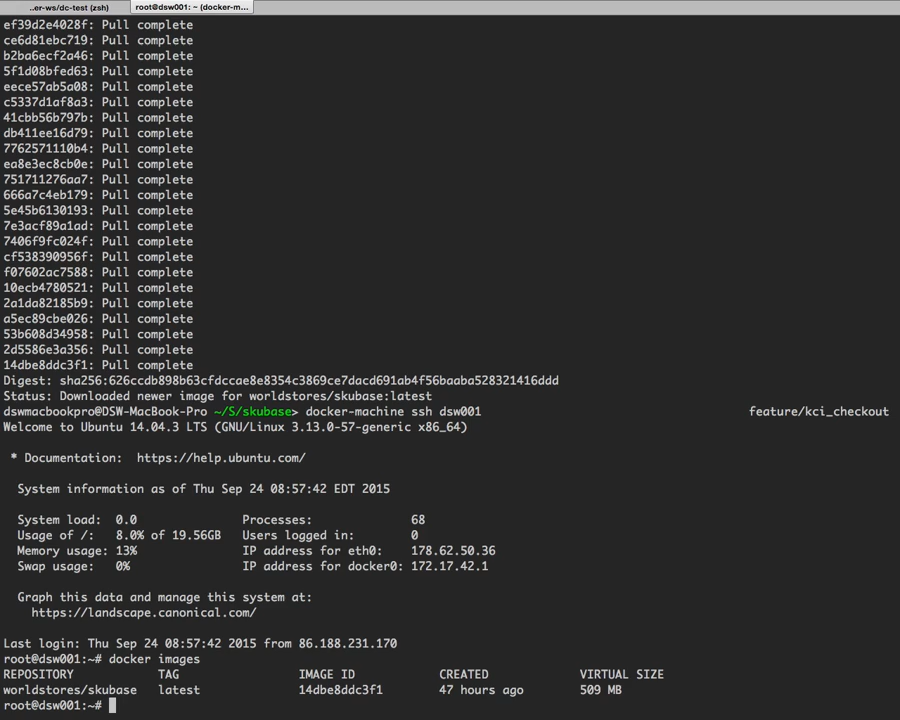 ..er-ws/dc-test (zsh)
root@dsw001: ~ (docker-m...
ef39d2e4028f: Pull complete
ce6d81ebc719: Pull complete
b2ba6ecf2a46: Pull complete
5f1d08bfed63: Pull complete
eece57ab5a08: Pull complete
c5337d1af8a3: Pull complete
41cbb56b797b: Pull complete
db411ee16d79: Pull complete
7762571110b4: Pull complete
ea8e3ec8cb0e: Pull complete
751711276aa7: Pull complete
666a7c4eb179: Pull complete
5e45b6130193: Pull complete
7e3acf89a1ad: Pull complete
7406f9fc024f: Pull complete
cf538390956f: Pull complete
f07602ac7588: Pull complete
10ecb4780521: Pull complete
2a1da82185b9: Pull complete
a5ec89cbe026: Pull complete
53b608d34958: Pull complete
2d5586e3a356: Pull complete
14dbe8ddc3f1: Pull complete
Digest: sha256:626ccdb898b63cfdccae8e8354c3869ce7dacd691ab4f56baaba528321416ddd
Status: Downloaded newer image for worldstores/skubase:latest
dswmacbookpro@DSW-MacBook-Pro ~/S/skubase> docker-machine ssh dsw001 feature/kci_checkout
Welcome to Ubuntu 14.04.3 LTS (GNU/Linux 3.13.0-57-generic x86_64)
* Documentation: https://help.ubuntu.com/
System information as of Thu Sep 24 08:57:42 EDT 2015
System load: 0.0 Processes: 68
Usage of /: 8.0% of 19.56GB Users logged in: 0
Memory usage: 13% IP address for eth0: 178.62.50.36
Swap usage: 0% IP address for docker0: 172.17.42.1
Graph this data and manage this system at:
https://landscape.canonical.com/
Last login: Thu Sep 24 08:57:42 2015 from 86.188.231.170
root@dsw001:~# docker images
REPOSITORY TAG IMAGE ID CREATED VIRTUAL SIZE
worldstores/skubase latest 14dbe8ddc3f1 47 hours ago 509 MB
root@dsw001:~#